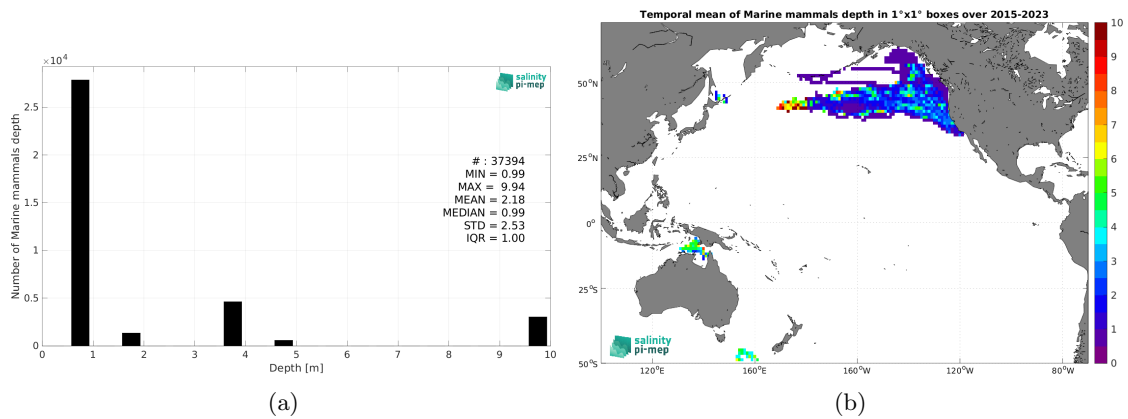 ×10⁴
salinity
pi-mep
2.5
2
1.5
1
0.5
0
Number of Marine mammals depth
# : 37394
MIN = 0.99
MAX = 9.94
MEAN = 2.18
MEDIAN = 0.99
STD = 2.53
IQR = 1.00
0 1 2 3 4 5 6 7 8 9 10
Depth [m]
(a)
Temporal mean of Marine mammals depth in 1°x1° boxes over 2015-2023
50°N
25°N
0°
25°S
50°S
120°E 160°E 160°W 120°W 80°W
salinity
pi-mep
10
9
8
7
6
5
4
3
2
1
0
(b)